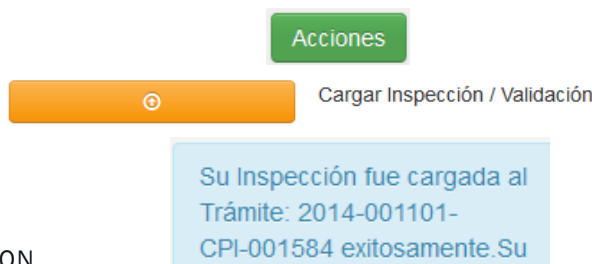 Acciones
Cargar Inspección / Validación
Su Inspección fue cargada al
Trámite: 2014-001101-
CPI-001584 exitosamente.Su